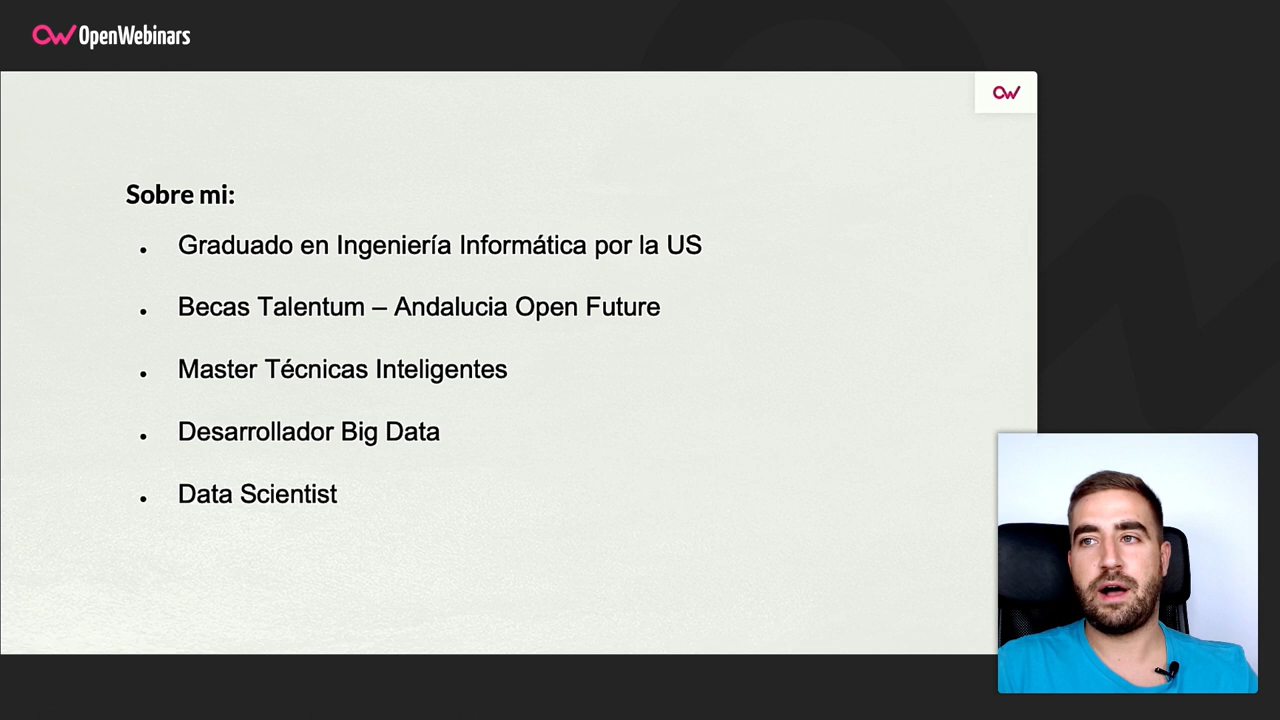 OpenWebinars
Sobre mi:
• Graduado en Ingeniería Informática por la US
• Becas Talentum – Andalucia Open Future
• Master Técnicas Inteligentes
• Desarrollador Big Data
• Data Scientist